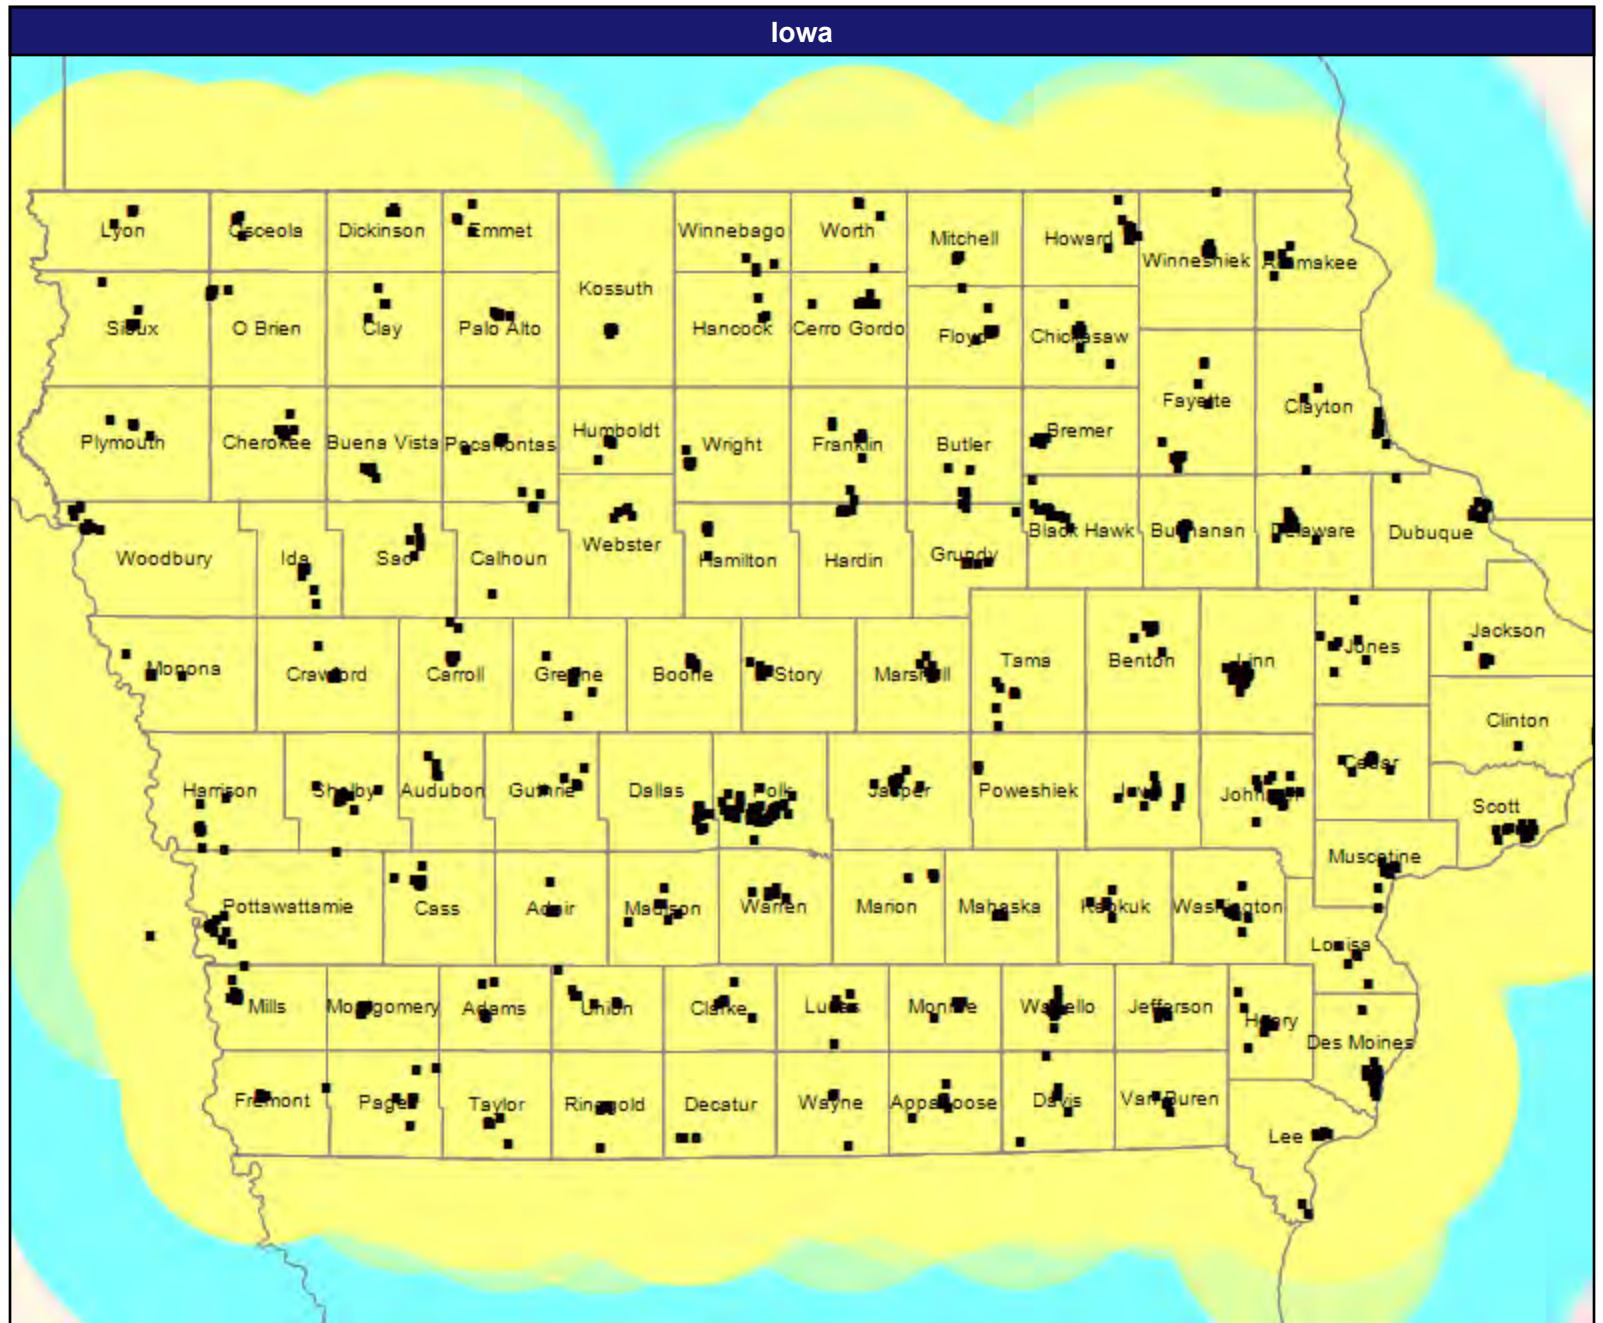 Iowa
Lyon
Osceola
Dickinson
Emmet
Winnebago
Worth
Mitchell
Howard
Winneshiek
Allamakee
Kossuth
Sioux
O Brien
Clay
Palo Alto
Hancock
Cerro Gordo
Floyd
Chickasaw
Fayette
Clayton
Plymouth
Cherokee
Buena Vista
Pocahontas
Humboldt
Wright
Franklin
Butler
Bremer
Woodbury
Ida
Sac
Calhoun
Webster
Hamilton
Hardin
Grundy
Black Hawk
Buchanan
Delaware
Dubuque
Monona
Crawford
Carroll
Greene
Boone
Story
Marshall
Tama
Benton
Linn
Jones
Jackson
Clinton
Harrison
Shelby
Audubon
Guthrie
Dallas
Polk
Jasper
Poweshiek
Iowa
Johnson
Cedar
Scott
Muscatine
Pottawattamie
Cass
Adair
Madison
Warren
Marion
Mahaska
Keokuk
Washington
Louisa
Mills
Montgomery
Adams
Union
Clarke
Lucas
Monroe
Wapello
Jefferson
Henry
Des Moines
Fremont
Page
Taylor
Ringgold
Decatur
Wayne
Appanoose
Davis
Van Buren
Lee